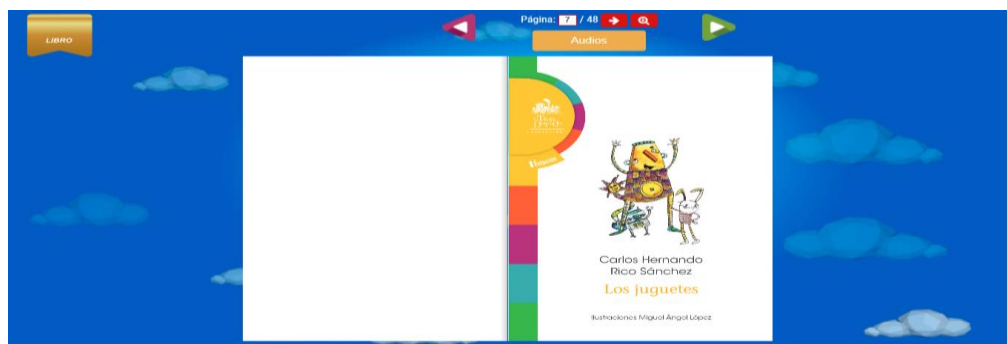 LIBRO
Página: 7 / 48
Audios
Carlos Hernando
Rico Sánchez
Los juguetes
Ilustraciones Miguel Ángel López